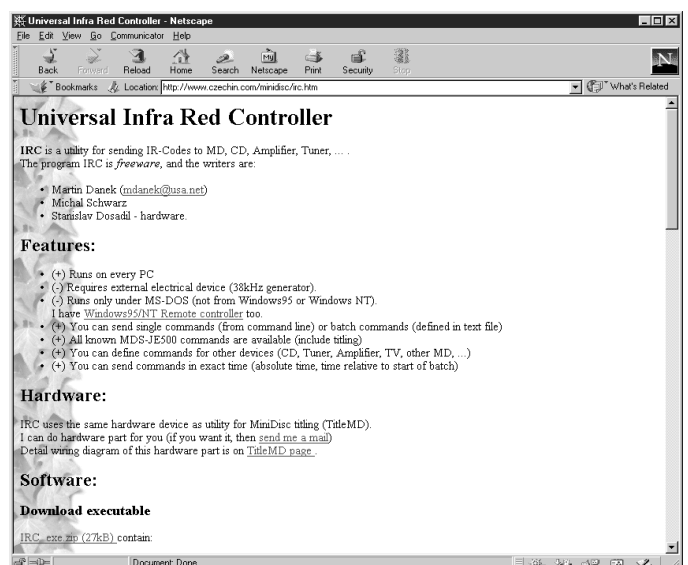 Universal Infra Red Controller - Netscape
File Edit View Go Communicator Help
Back Forward Reload Home Search Netscape Print Security Stop
Bookmarks Location: http://www.czechin.com/minidisc/irc.htm What's Related
Universal Infra Red Controller
IRC is a utility for sending IR-Codes to MD, CD, Amplifier, Tuner, ... .
The program IRC is freeware, and the writers are:
• Martin Danek (mdanek@usa.net)
• Michal Schwarz
• Stanislav Dosadil - hardware.
Features:
• (+) Runs on every PC
• (-) Requires external electrical device (38kHz generator).
• (-) Runs only under MS-DOS (not from Windows95 or Windows NT).
I have Windows95/NT Remote controller too.
• (+) You can send single commands (from command line) or batch commands (defined in text file)
• (+) All known MDS-JE500 commands are available (include titling)
• (+) You can define commands for other devices (CD, Tuner, Amplifier, TV, other MD, ...)
• (+) You can send commands in exact time (absolute time, time relative to start of batch)
Hardware:
IRC uses the same hardware device as utility for MiniDisc titling (TitleMD).
I can do hardware part for you (if you want it, then send me a mail)
Detail wiring diagram of this hardware part is on TitleMD page .
Software:
Download executable
IRC_exe.zip (27kB) contain:
Document: Done